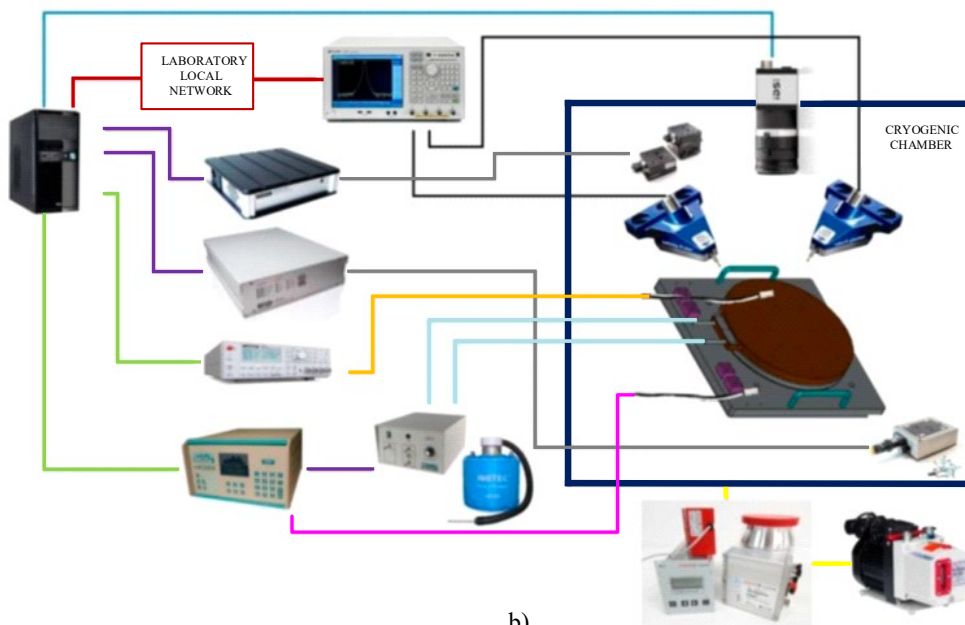 LABORATORY
LOCAL
NETWORK
CRYOGENIC
CHAMBER
b)